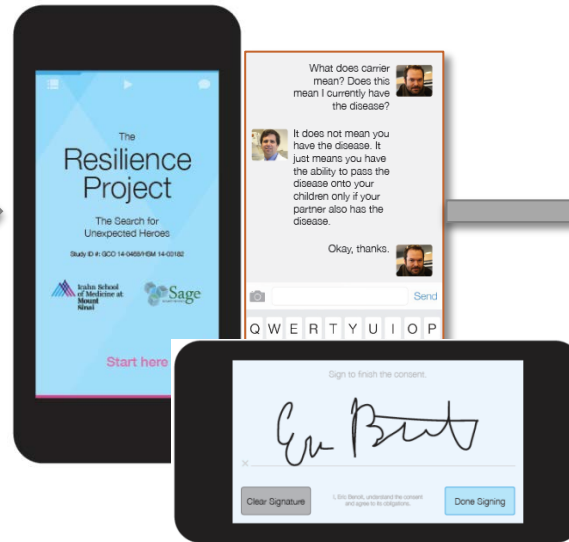 The
Resilience
Project
The Search for
Unexpected Heroes
Study ID #: GCO 14-0459/HSM 14-00182
Icahn School
of Medicine at
Mount
Sinai
Sage
Start here
What does carrier
mean? Does this
mean I currently have
the disease?
It does not mean you
have the disease. It
just means you have
the ability to pass the
disease onto your
children only if your
partner also has the
disease.
Okay, thanks.
Send
Q W E R T Y U I O P
Sign to finish the consent.
×
Clear Signature
I, Eric Benoit, understand the consent
and agree to its obligations.
Done Signing